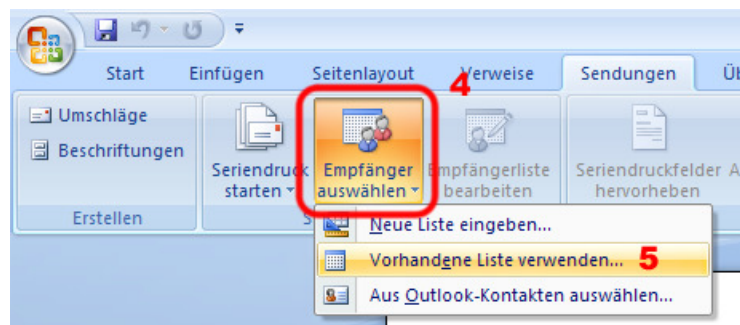 Start Einfügen Seitenlayout Verweise Sendungen
4
Umschläge
Beschriftungen
Seriendruck
starten
Empfänger
auswählen
Empfängerliste
bearbeiten
Seriendruckfelder
hervorheben
Erstellen
Neue Liste eingeben...
Vorhandene Liste verwenden... 5
Aus Outlook-Kontakten auswählen...